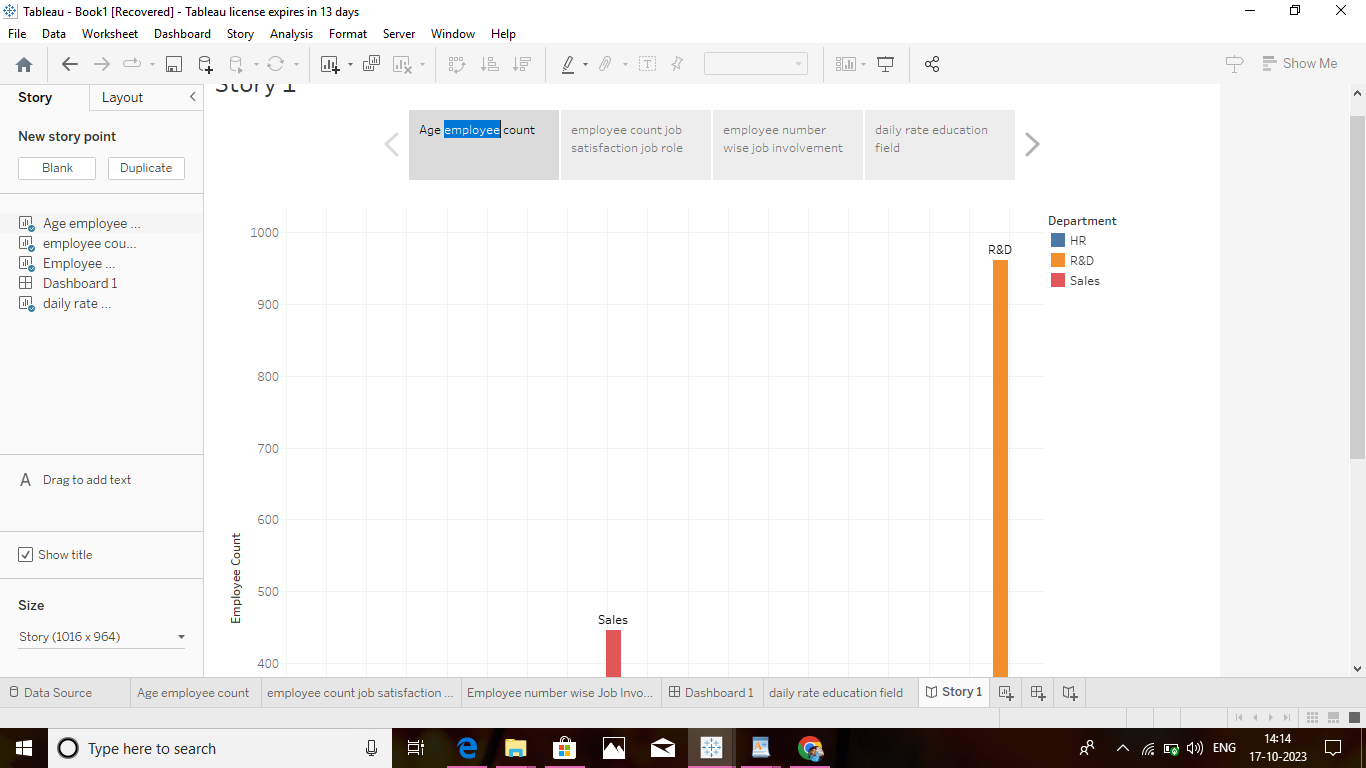 Tableau - Book1 [Recovered] - Tableau license expires in 13 days
File Data Worksheet Dashboard Story Analysis Format Server Window Help
Show Me
Story Layout
Story 1
New story point
Blank Duplicate
Age employee count
employee count job
satisfaction job role
employee number
wise job involvement
daily rate education
field
Age employee ...
employee cou...
Employee ...
Dashboard 1
daily rate ...
A Drag to add text
Show title
Size
Story (1016 x 964)
Employee Count
1000
900
800
700
600
500
400
R&D
Sales
Department
HR
R&D
Sales
Data Source Age employee count employee count job satisfaction ... Employee number wise Job Invo... Dashboard 1 daily rate education field Story 1
Type here to search
ENG
14:14
17-10-2023